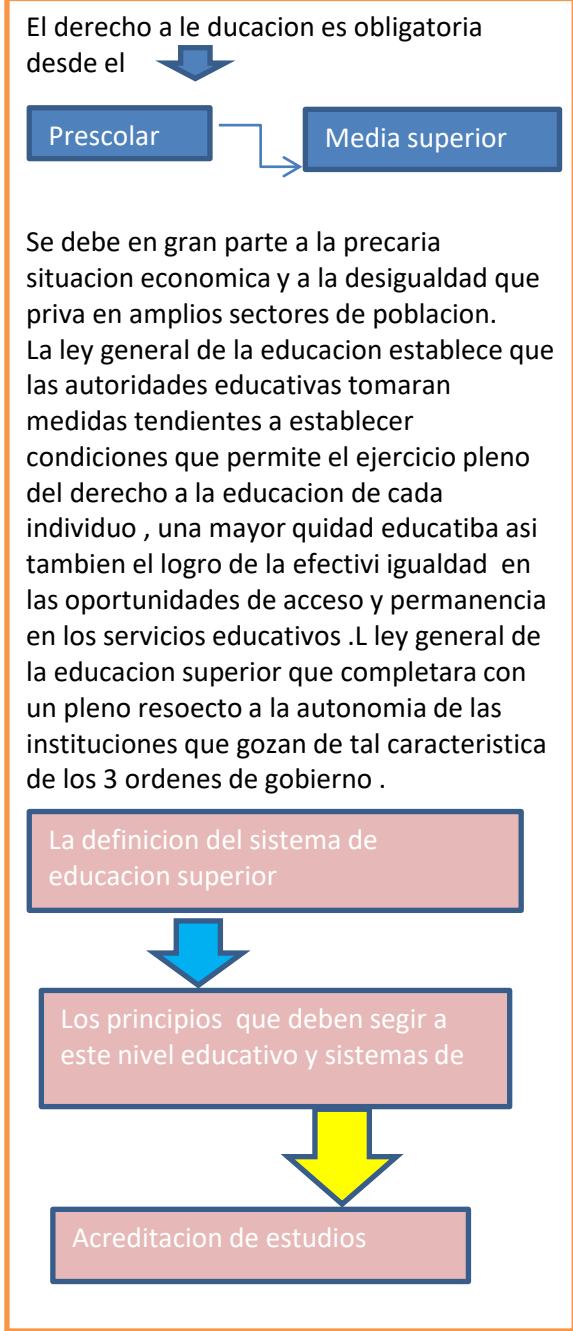 El derecho a le ducacion es obligatoria
desde el
Prescolar
Media superior
Se debe en gran parte a la precaria
situacion economica y a la desigualdad que
priva en amplios sectores de poblacion.
La ley general de la educacion establece que
las autoridades educativas tomaran
medidas tendientes a establecer
condiciones que permite el ejercicio pleno
del derecho a la educacion de cada
individuo , una mayor quidad educatiba asi
tambien el logro de la efectivi igualdad en
las oportunidades de acceso y permanencia
en los servicios educativos .L ley general de
la educacion superior que completara con
un pleno resoecto a la autonomia de las
instituciones que gozan de tal caracteristica
de los 3 ordenes de gobierno .
La definicion del sistema de
educacion superior
Los principios que deben segir a
este nivel educativo y sistemas de
Acreditacion de estudios